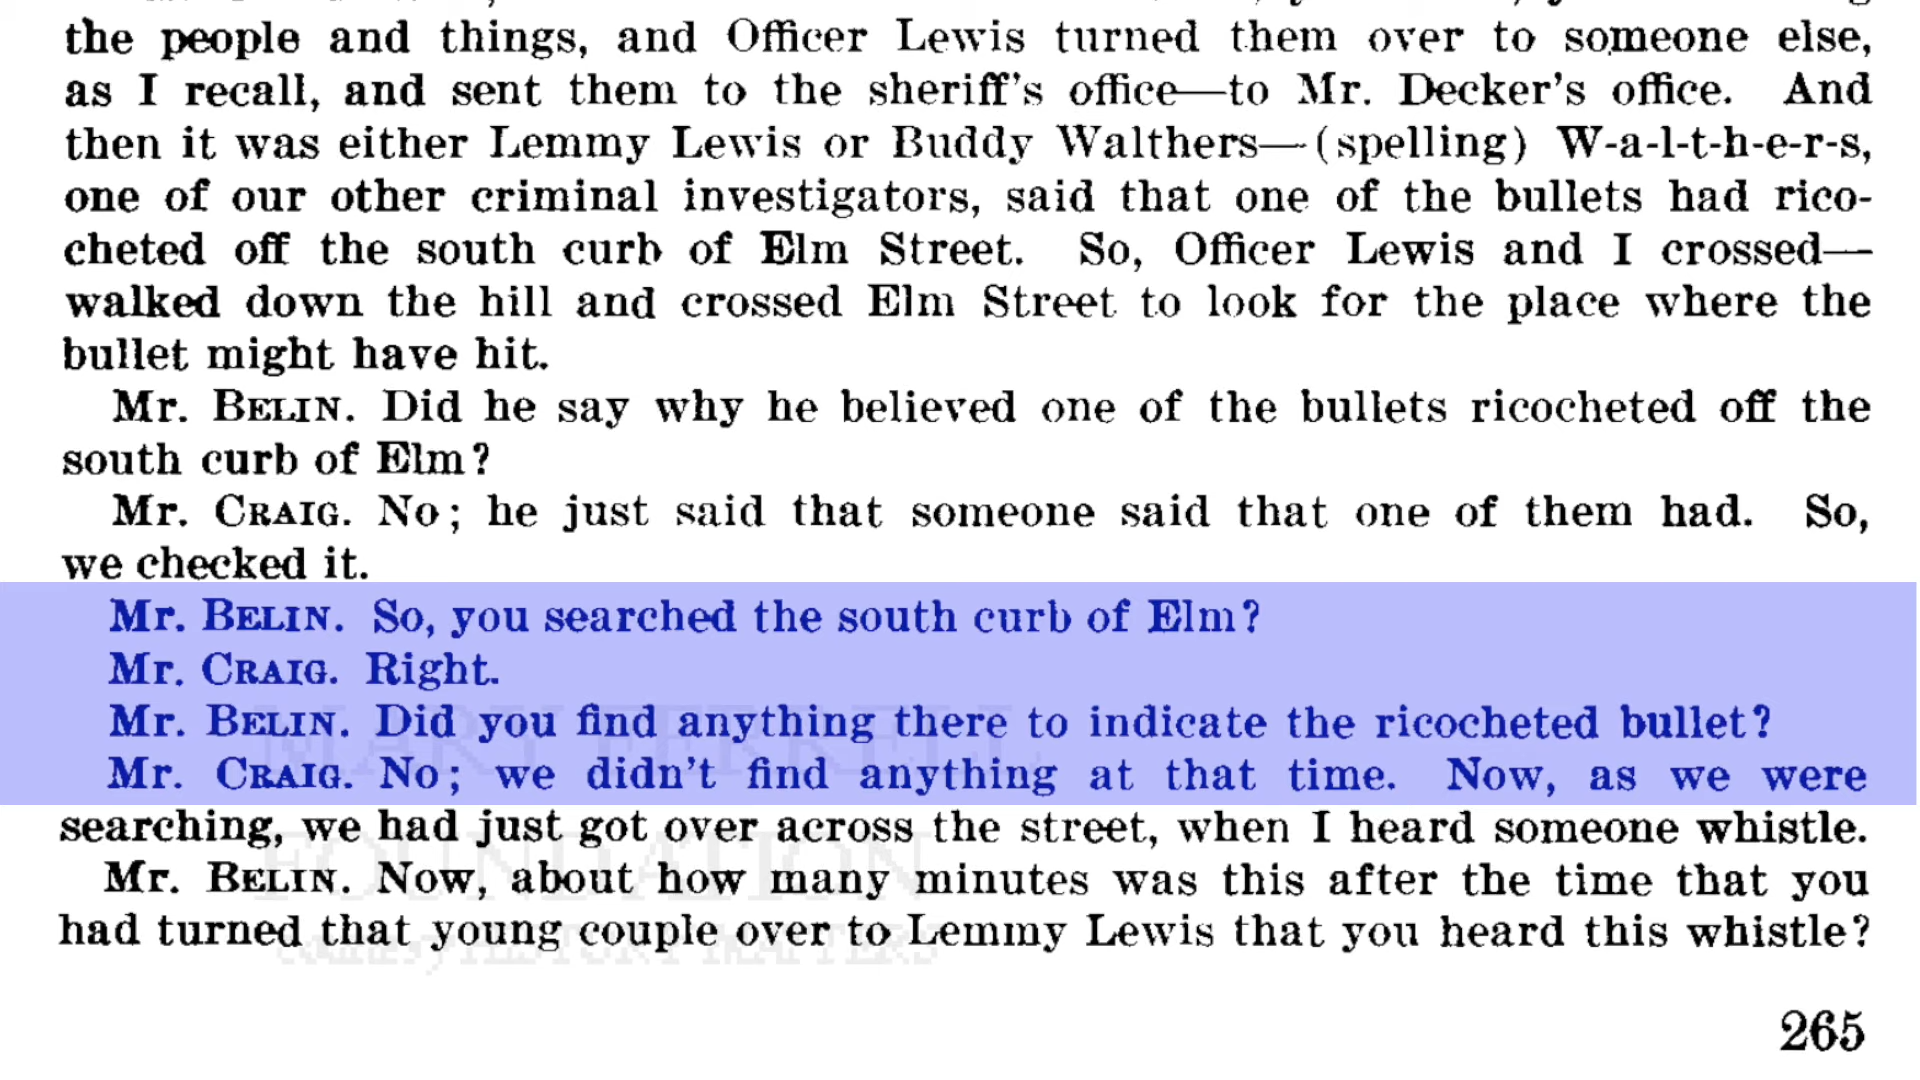 the people and things, and Officer Lewis turned them over to someone else,
as I recall, and sent them to the sheriff's office—to Mr. Decker's office. And
then it was either Lemmy Lewis or Buddy Walthers—(spelling) W-a-l-t-h-e-r-s,
one of our other criminal investigators, said that one of the bullets had rico-
cheted off the south curb of Elm Street. So, Officer Lewis and I crossed—
walked down the hill and crossed Elm Street to look for the place where the
bullet might have hit.
Mr. BELIN. Did he say why he believed one of the bullets ricocheted off the
south curb of Elm?
Mr. CRAIG. No; he just said that someone said that one of them had. So,
we checked it.
Mr. BELIN. So, you searched the south curb of Elm?
Mr. CRAIG. Right.
Mr. BELIN. Did you find anything there to indicate the ricocheted bullet?
Mr. CRAIG. No; we didn't find anything at that time. Now, as we were
searching, we had just got over across the street, when I heard someone whistle.
Mr. BELIN. Now, about how many minutes was this after the time that you
had turned that young couple over to Lemmy Lewis that you heard this whistle?
MARY FERRELL
FOUNDATION
courtesy HISTORY MATTERS
265